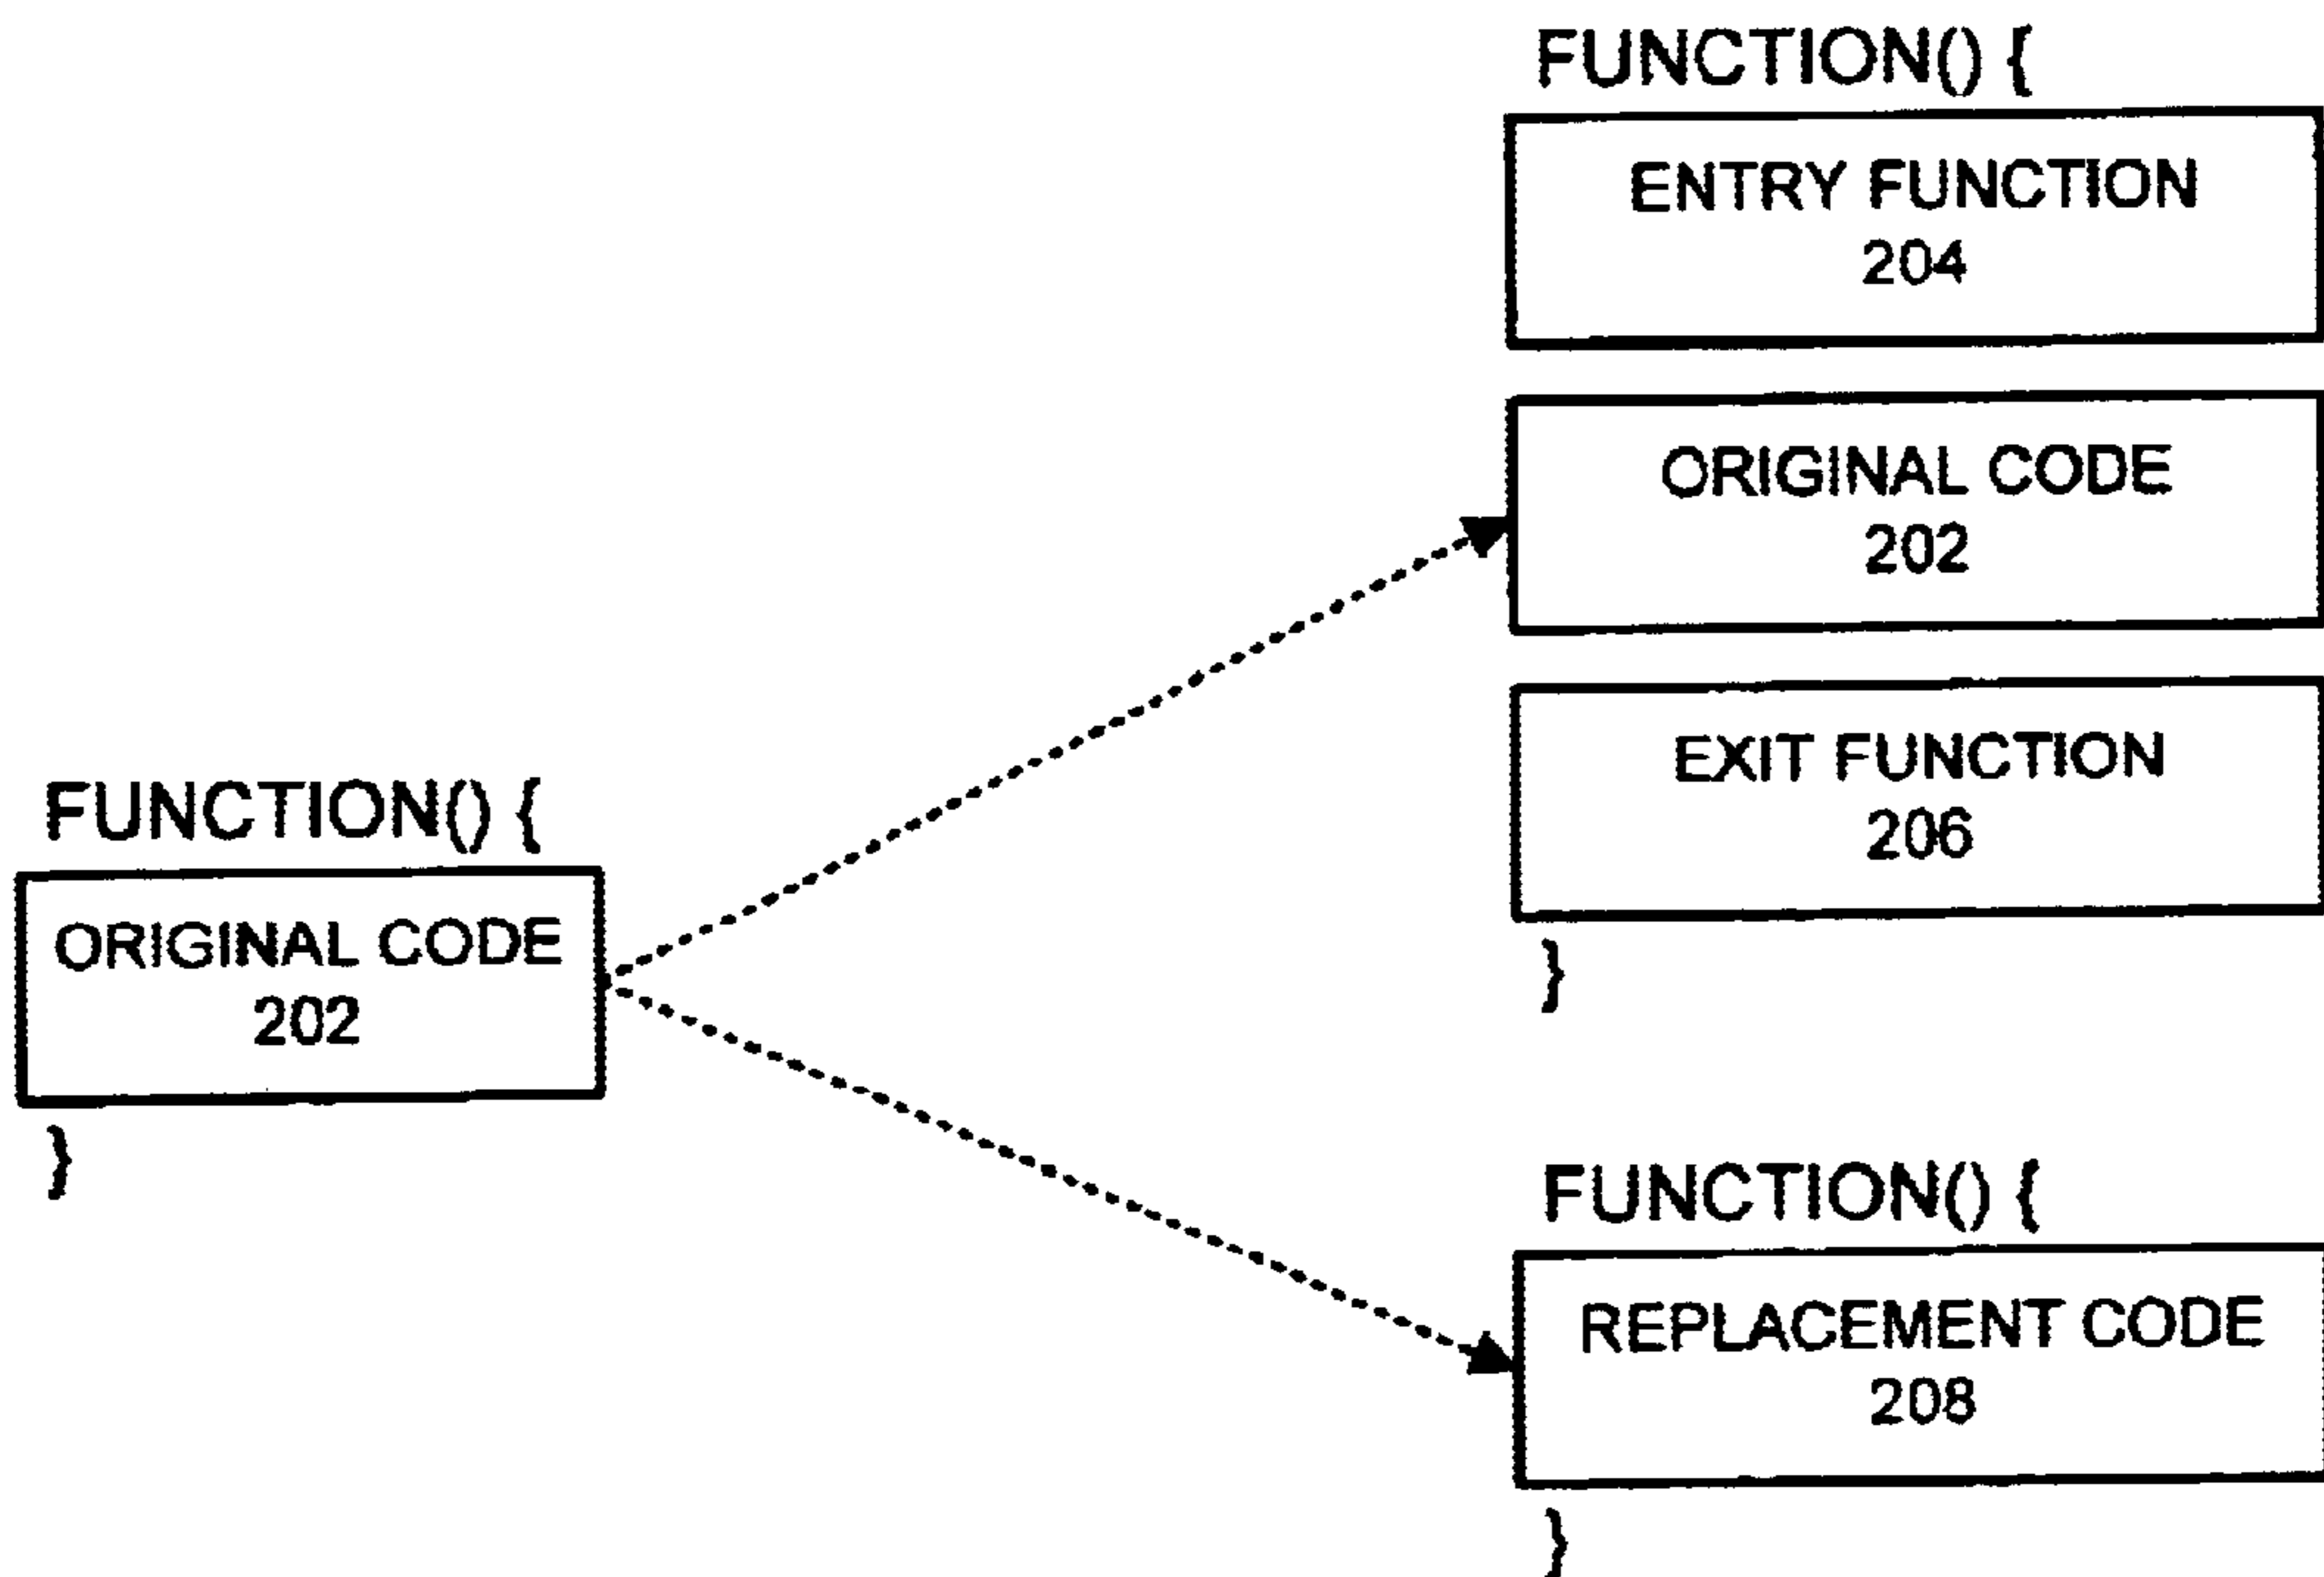 FUNCTION() {
ORIGINAL CODE
202
}
FUNCTION() {
ENTRY FUNCTION
204
ORIGINAL CODE
202
EXIT FUNCTION
206
}
FUNCTION() {
REPLACEMENT CODE
208
}